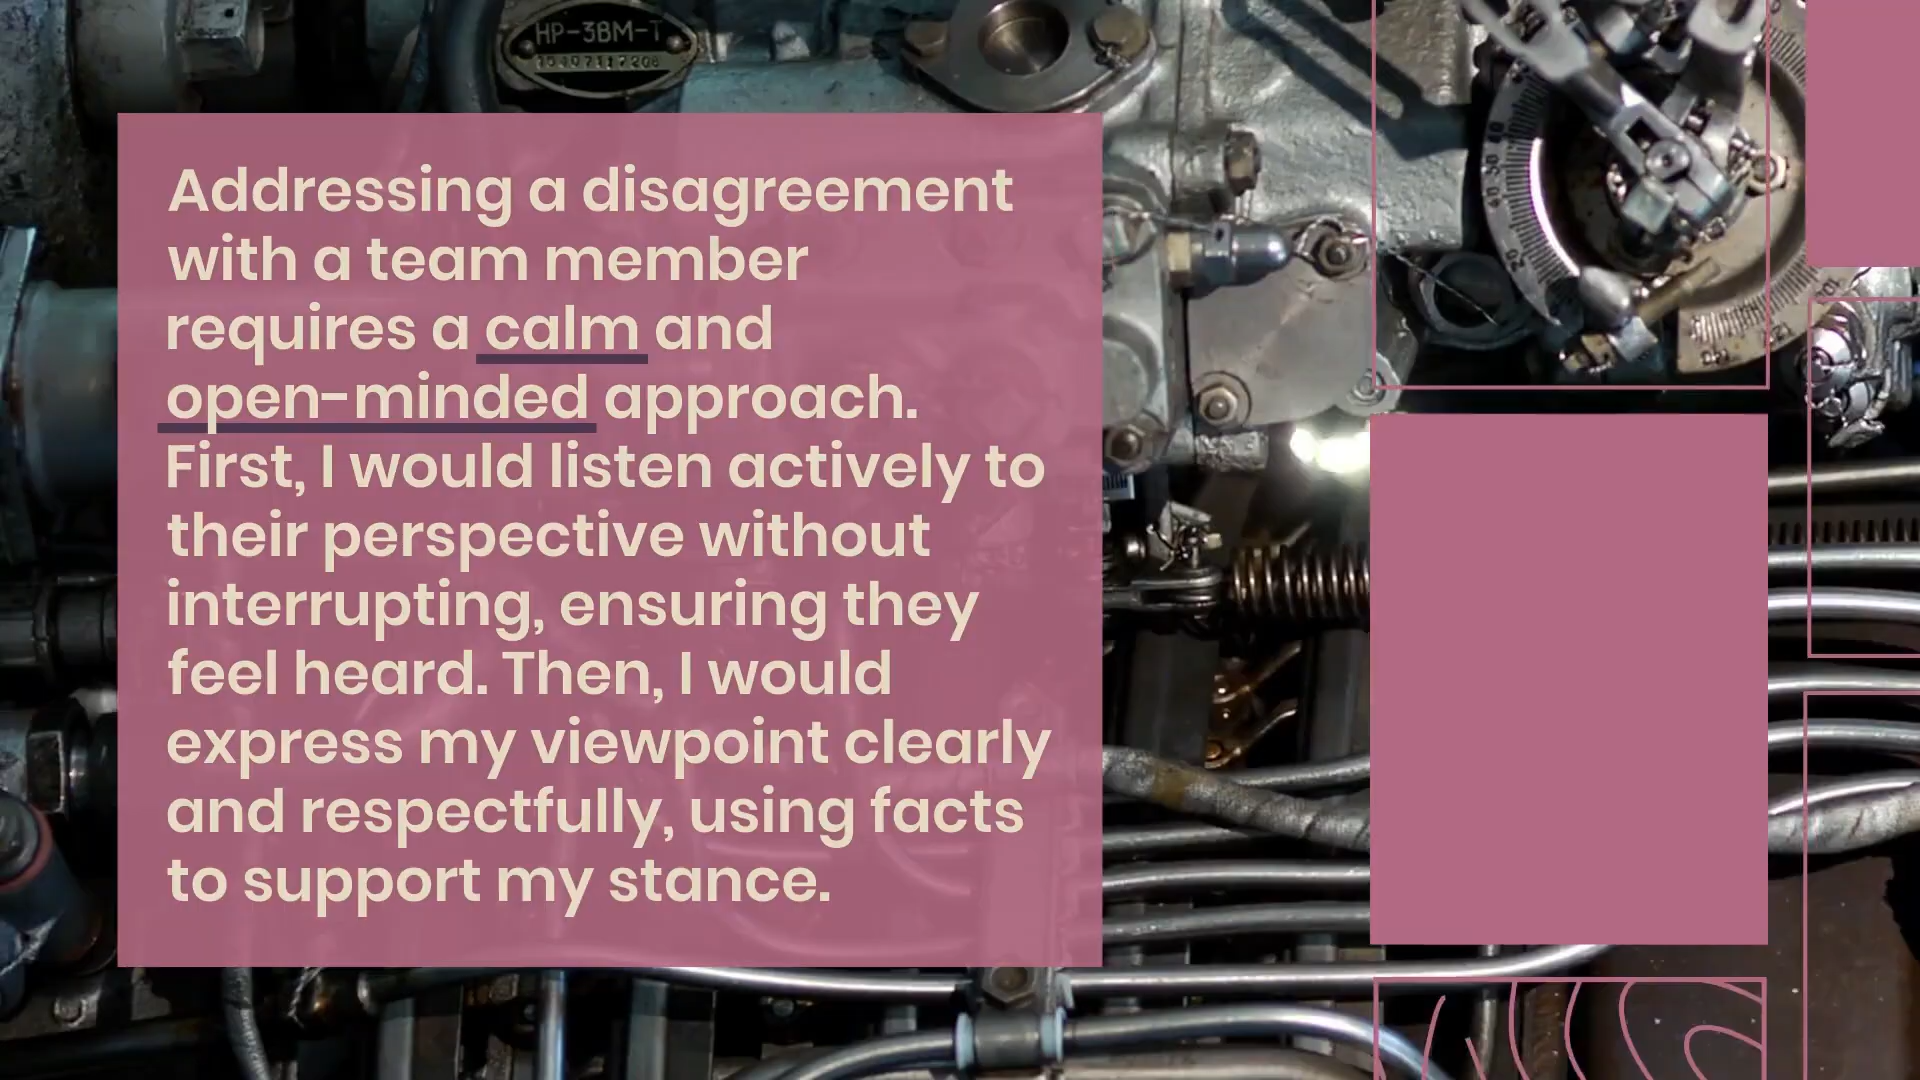 HP-3BM-T
Addressing a disagreement
with a team member
requires a calm and
open-minded approach.
First, I would listen actively to
their perspective without
interrupting, ensuring they
feel heard. Then, I would
express my viewpoint clearly
and respectfully, using facts
to support my stance.